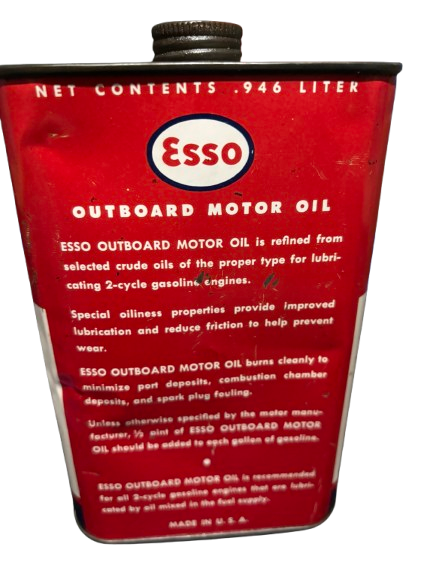 NET CONTENTS .946 LITER
Esso
OUTBOARD MOTOR OIL
ESSO OUTBOARD MOTOR OIL is refined from
selected crude oils of the proper type for lubri-
cating 2-cycle gasoline engines.
Special oiliness properties provide improved
lubrication and reduce friction to help prevent
wear.
ESSO OUTBOARD MOTOR OIL burns cleanly to
minimize port deposits, combustion chamber
deposits, and spark plug fouling.
Unless otherwise specified by the motor manu-
facturer, ½ pint of ESSO OUTBOARD MOTOR
OIL should be added to each gallon of gasoline.
ESSO OUTBOARD MOTOR OIL is recommended
for all 2-cycle gasoline engines that are lubri-
cated by oil mixed in the fuel supply.
MADE IN U. S. A.